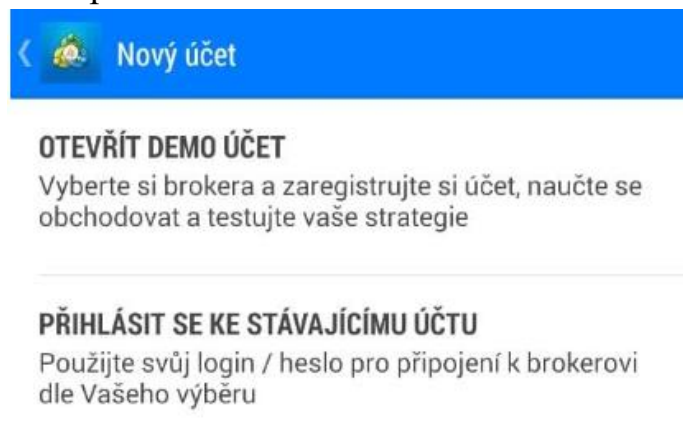 Nový účet
OTEVŘÍT DEMO ÚČET
Vyberte si brokera a zaregistrujte si účet, naučte se
obchodovat a testujte vaše strategie
PŘIHLÁSIT SE KE STÁVAJÍCÍMU ÚČTU
Použijte svůj login / heslo pro připojení k brokerovi
dle Vašeho výběru